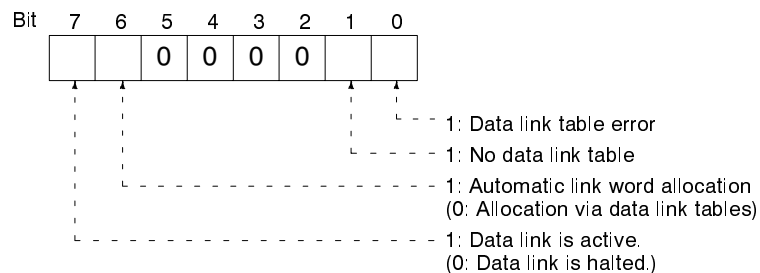 Bit 7 6 5 4 3 2 1 0
0 0 0 0
1: Data link table error
1: No data link table
1: Automatic link word allocation
(0: Allocation via data link tables)
1: Data link is active.
(0: Data link is halted.)